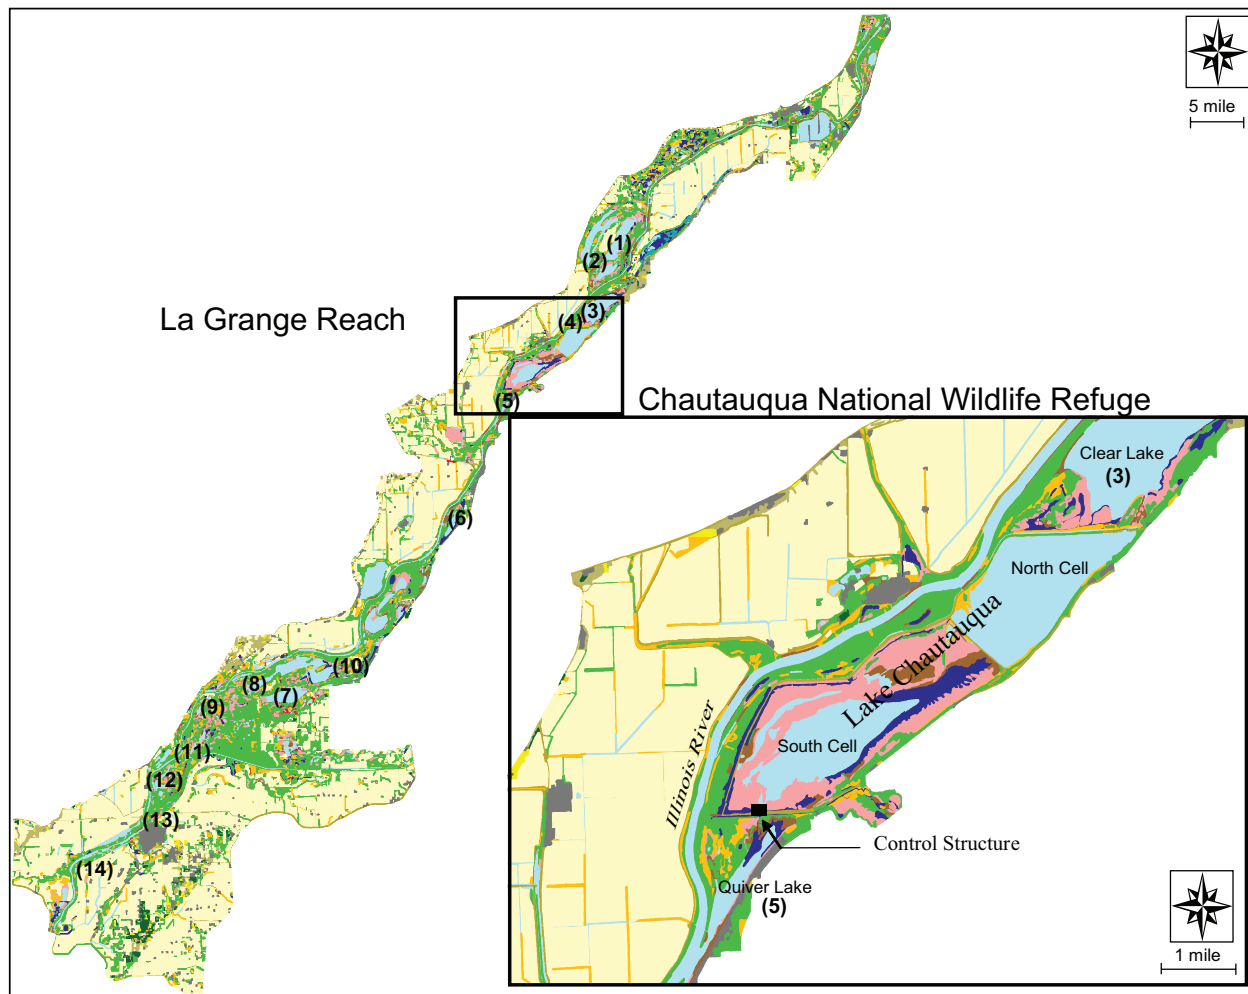 5 mile
(1)
(2)
La Grange Reach
(3)
(4)
(5)
Chautauqua National Wildlife Refuge
Clear Lake
(3)
(6)
North Cell
Lake Chautauqua
(10)
(8)
(7)
(9)
Illinois River
South Cell
(11)
(12)
(13)
Control Structure
(14)
Quiver Lake
(5)
1 mile